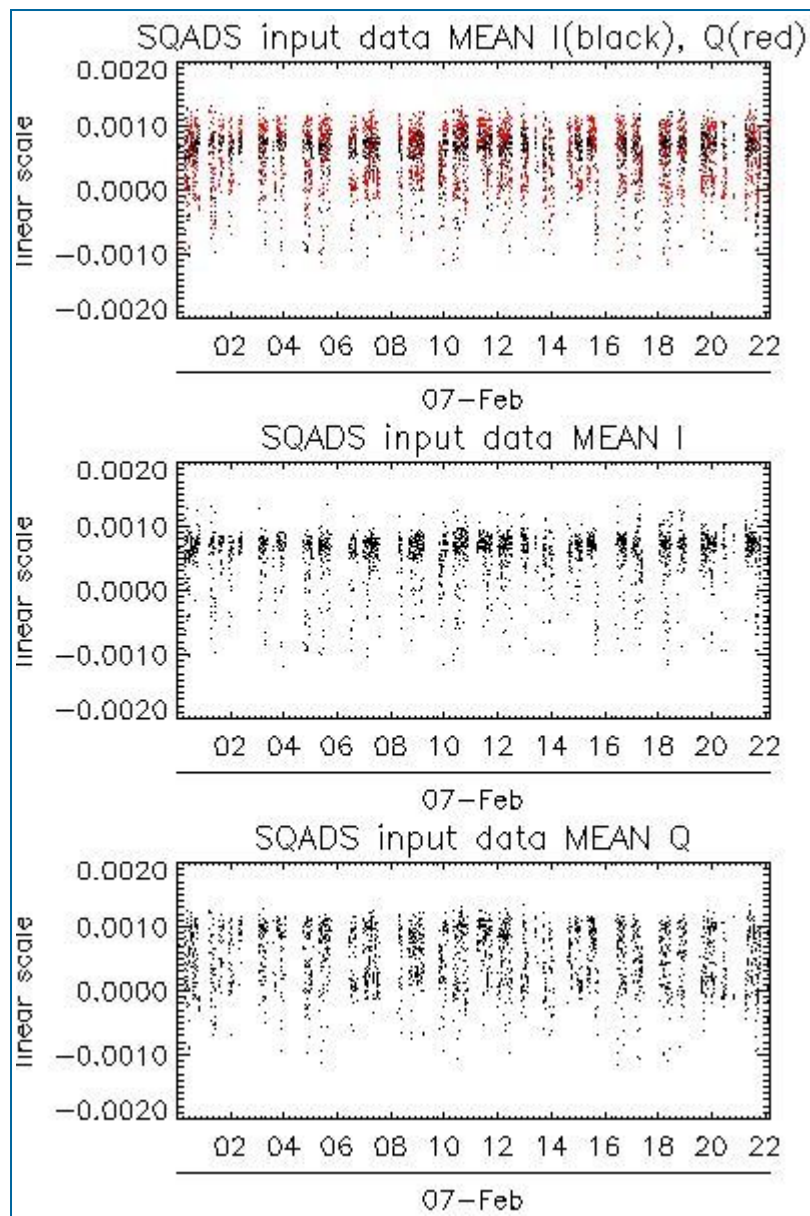 SQADS input data MEAN I(black), Q(red)
0.0020
0.0010
0.0000
−0.0010
−0.0020
linear scale
02 04 06 08 10 12 14 16 18 20 22
07-Feb
SQADS input data MEAN I
0.0020
0.0010
0.0000
−0.0010
−0.0020
linear scale
02 04 06 08 10 12 14 16 18 20 22
07-Feb
SQADS input data MEAN Q
0.0020
0.0010
0.0000
−0.0010
−0.0020
linear scale
02 04 06 08 10 12 14 16 18 20 22
07-Feb